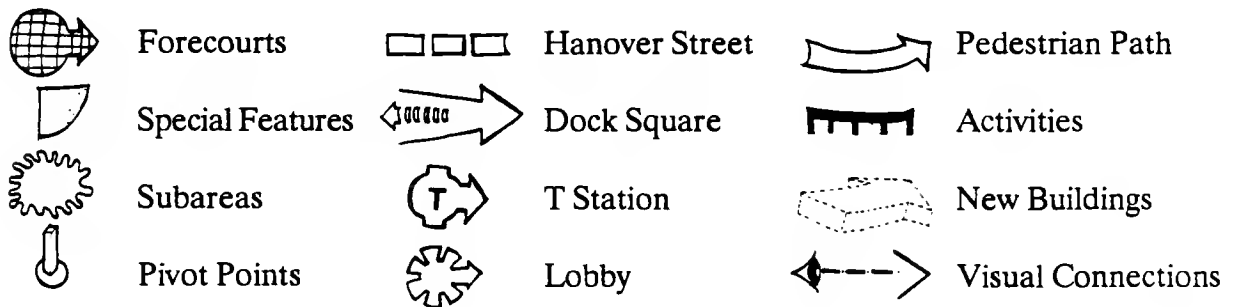 Forecourts Hanover Street Pedestrian Path
Special Features Dock Square Activities
Subareas T T Station New Buildings
Pivot Points Lobby Visual Connections